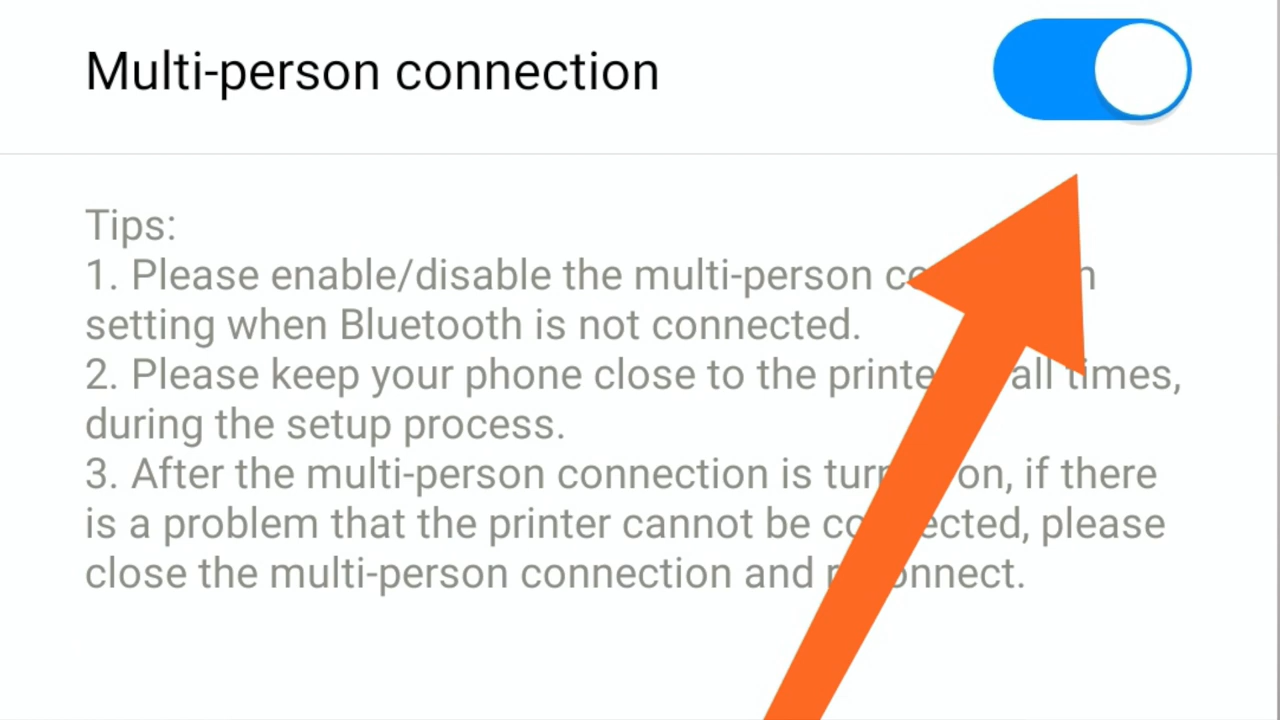 Multi-person connection
Tips:
1. Please enable/disable the multi-person
setting when Bluetooth is not connected.
2. Please keep your phone close to the all times,
during the setup process.
3. After the multi-person connection is on, if there
is a problem that the printer cannot be please
close the multi-person connection and